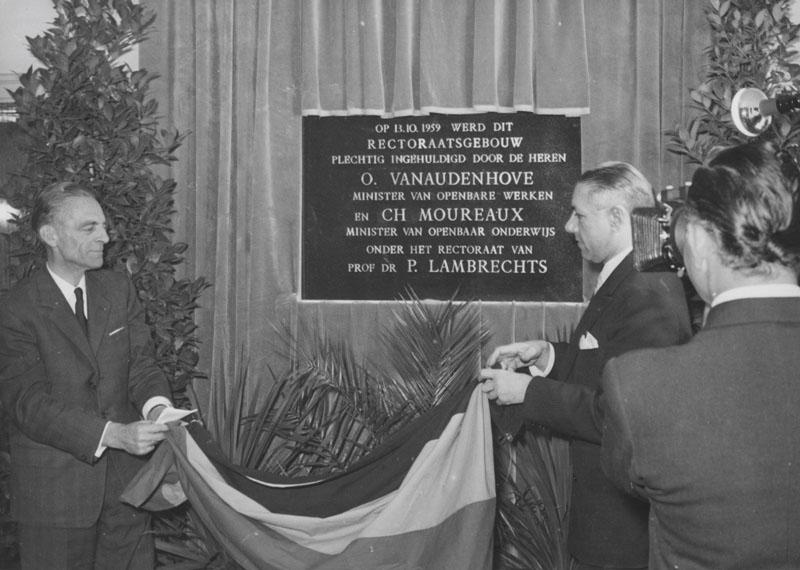 OP 13.10.1959 WERD DIT
RECTORAATSGEBOUW
PLECHTIG INGEHULDIGD DOOR DE HEREN
O. VANAUDENHOVE
MINISTER VAN OPENBARE WERKEN
EN CH MOUREAUX
MINISTER VAN OPENBAAR ONDERWIJS
ONDER HET RECTORAAT VAN
PROF DR P. LAMBRECHTS